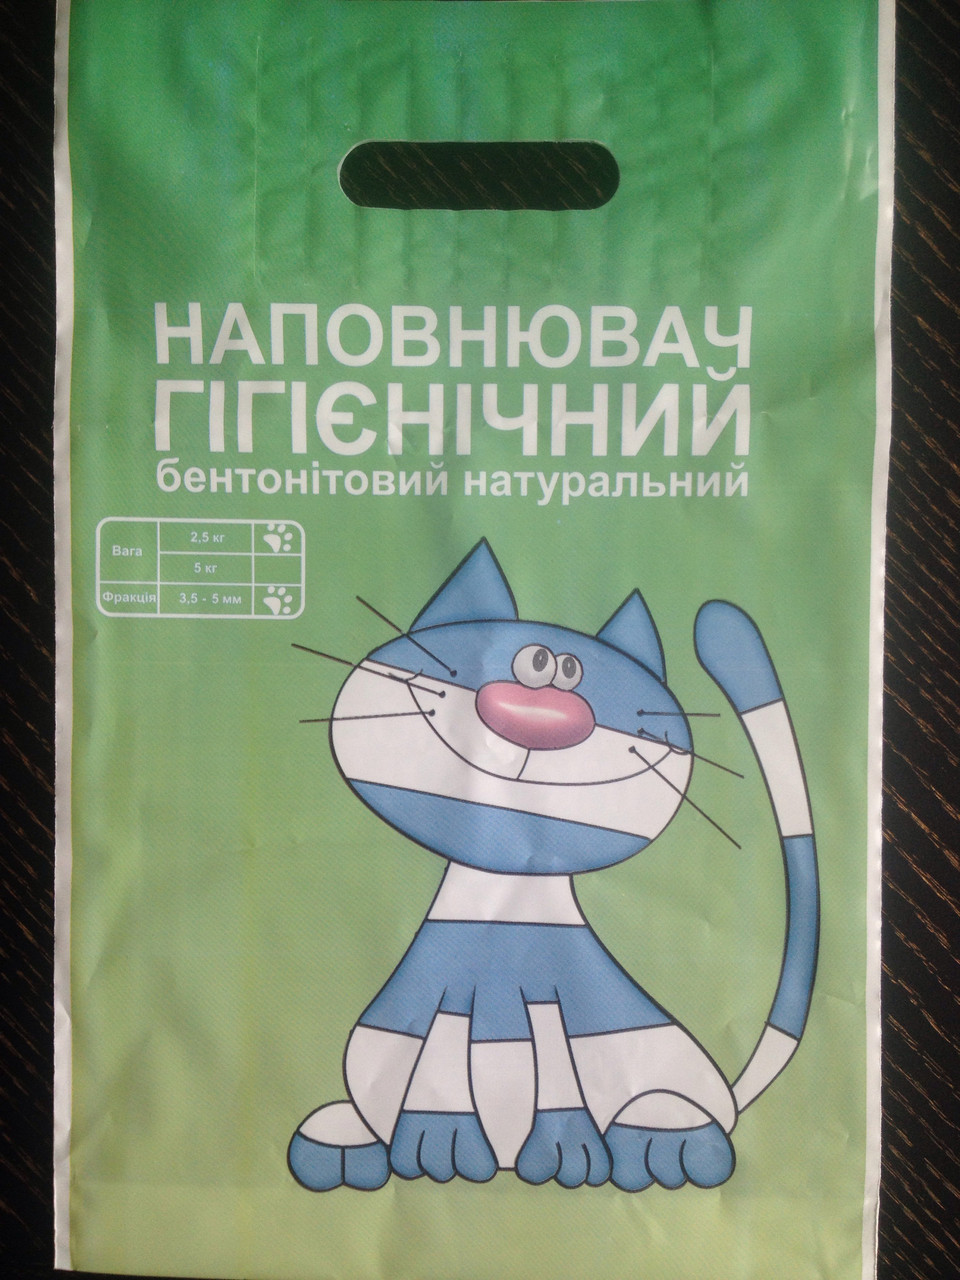 НАПОВНЮВАЧ
ГІГІЄНІЧНИЙ
бентонітовий натуральний
Вага
2,5 кг
5 кг
Фракція 3,5 - 5 мм